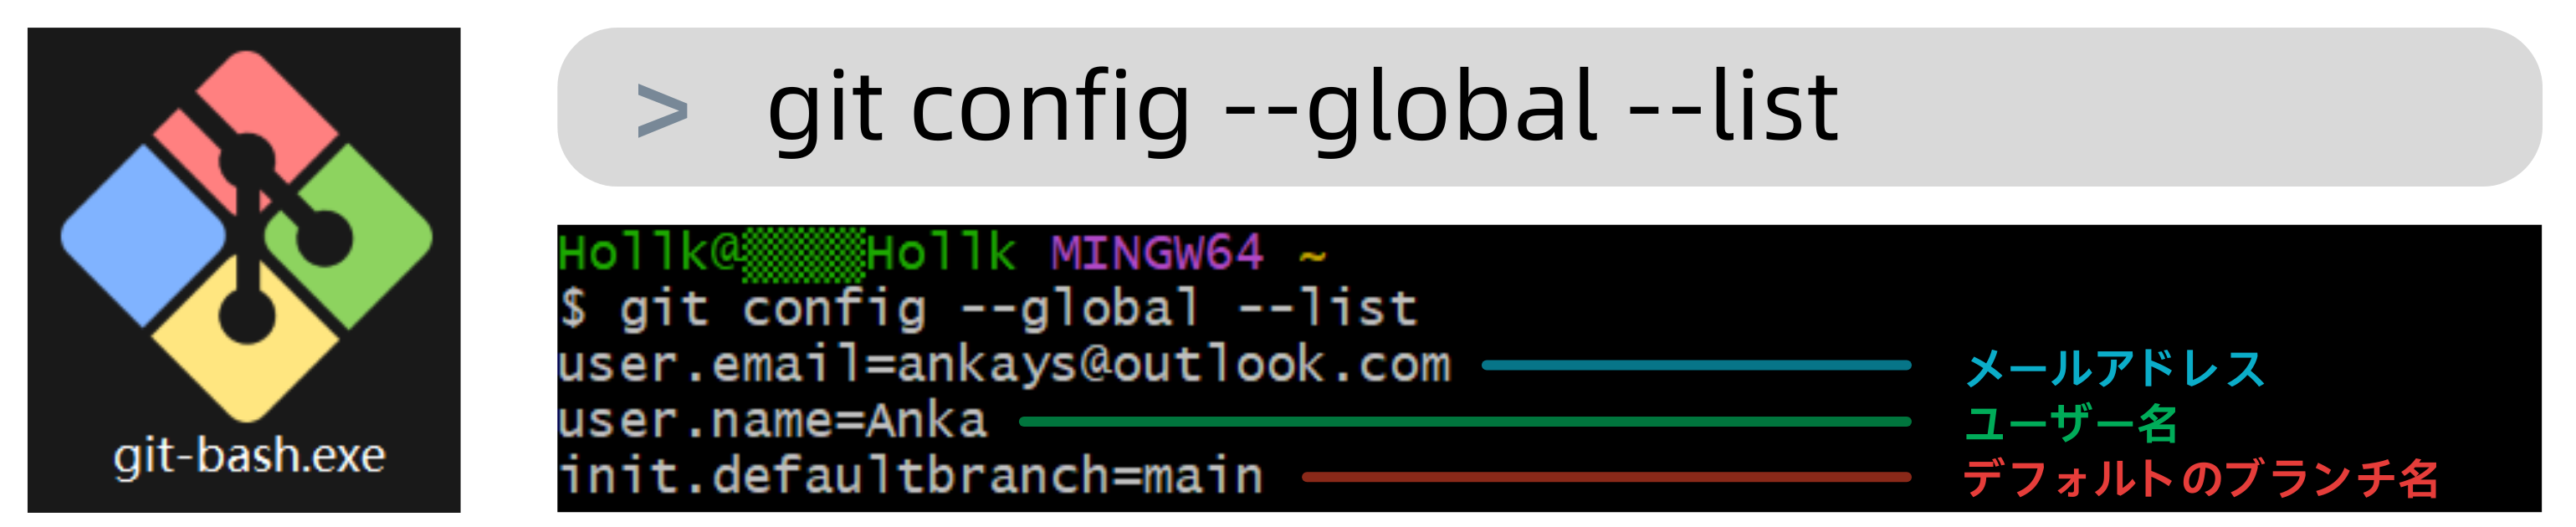 git-bash.exe
> git config --global --list
Hollk@▒▒▒▒Hollk MINGW64 ~
$ git config --global --list
user.email=ankays@outlook.com メールアドレス
user.name=Anka ユーザー名
init.defaultbranch=main デフォルトのブランチ名